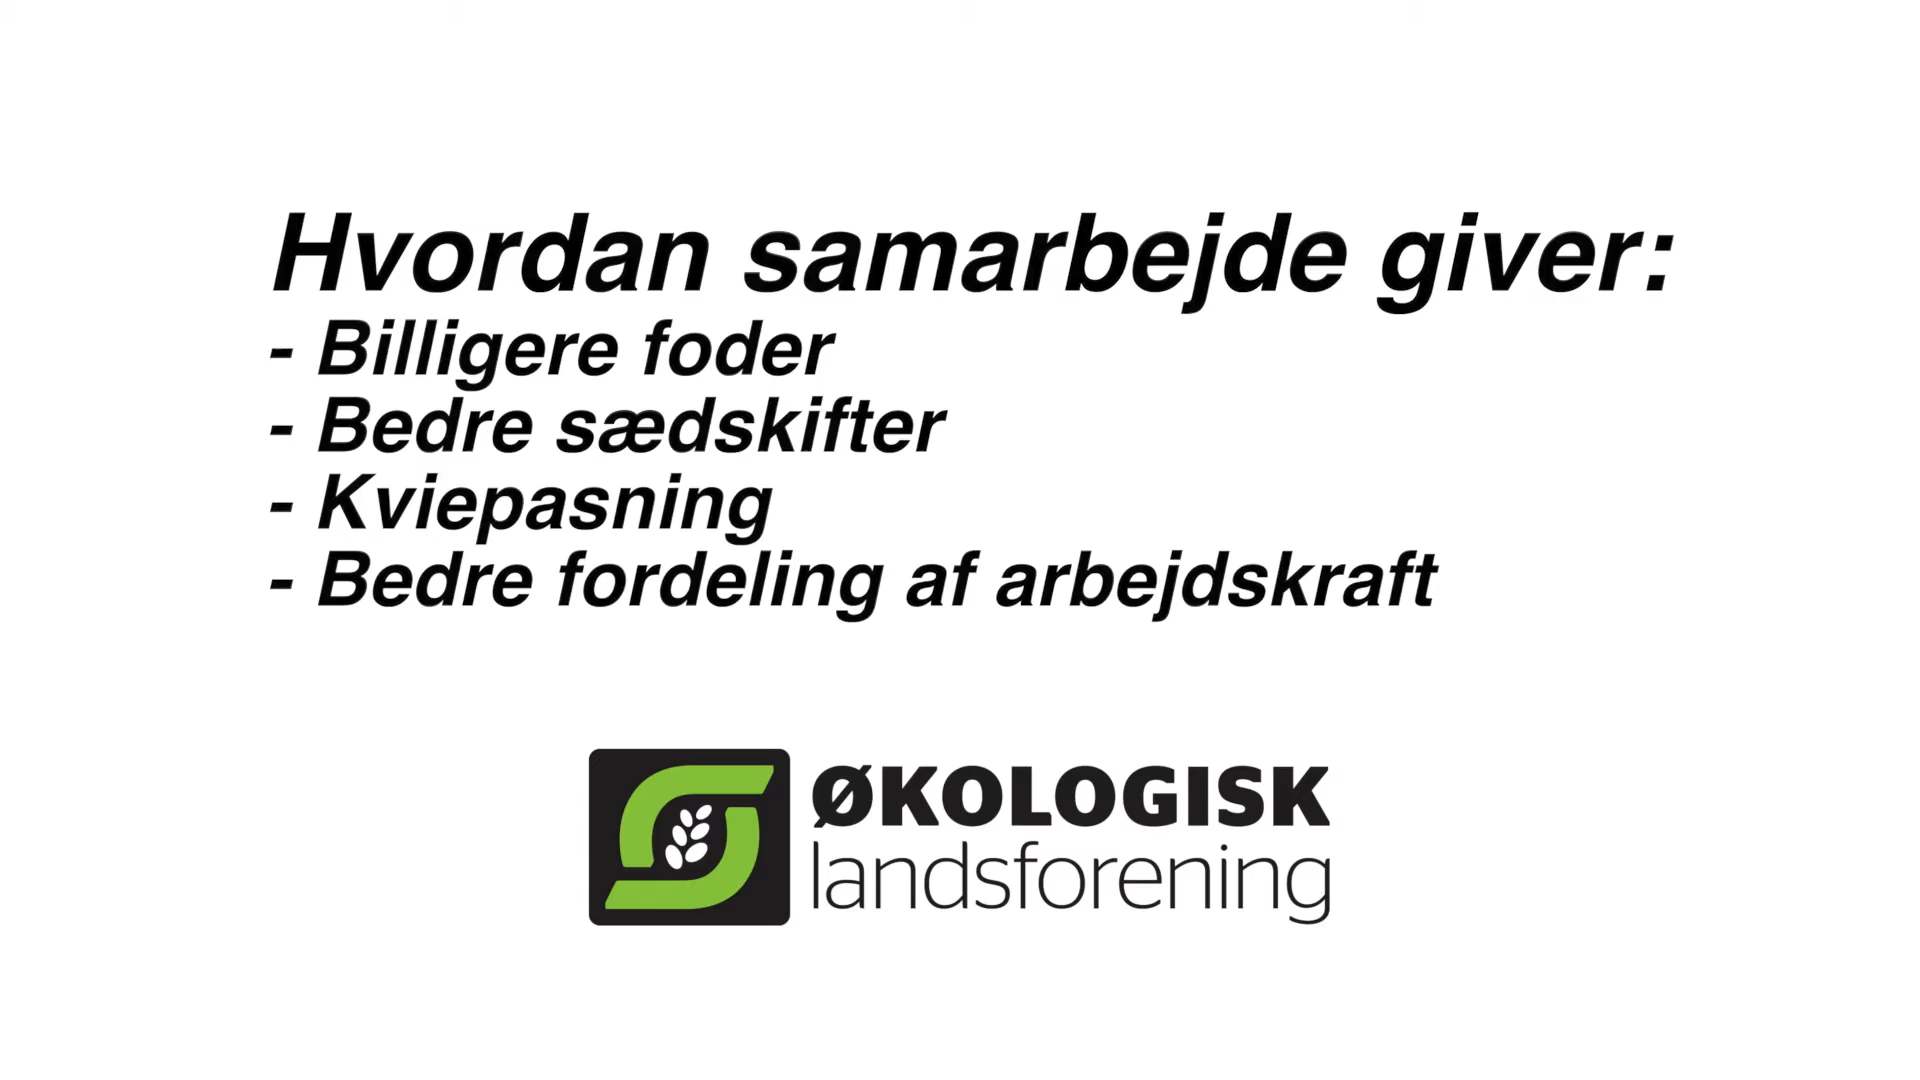 Hvordan samarbejde giver:
- Billigere foder
- Bedre sædskifter
- Kviepasning
- Bedre fordeling af arbejdskraft
ØKOLOGISK
landsforening